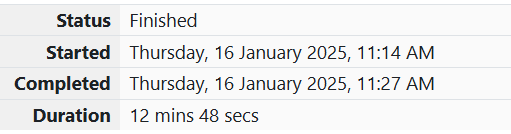 Status Finished
Started Thursday, 16 January 2025, 11:14 AM
Completed Thursday, 16 January 2025, 11:27 AM
Duration 12 mins 48 secs